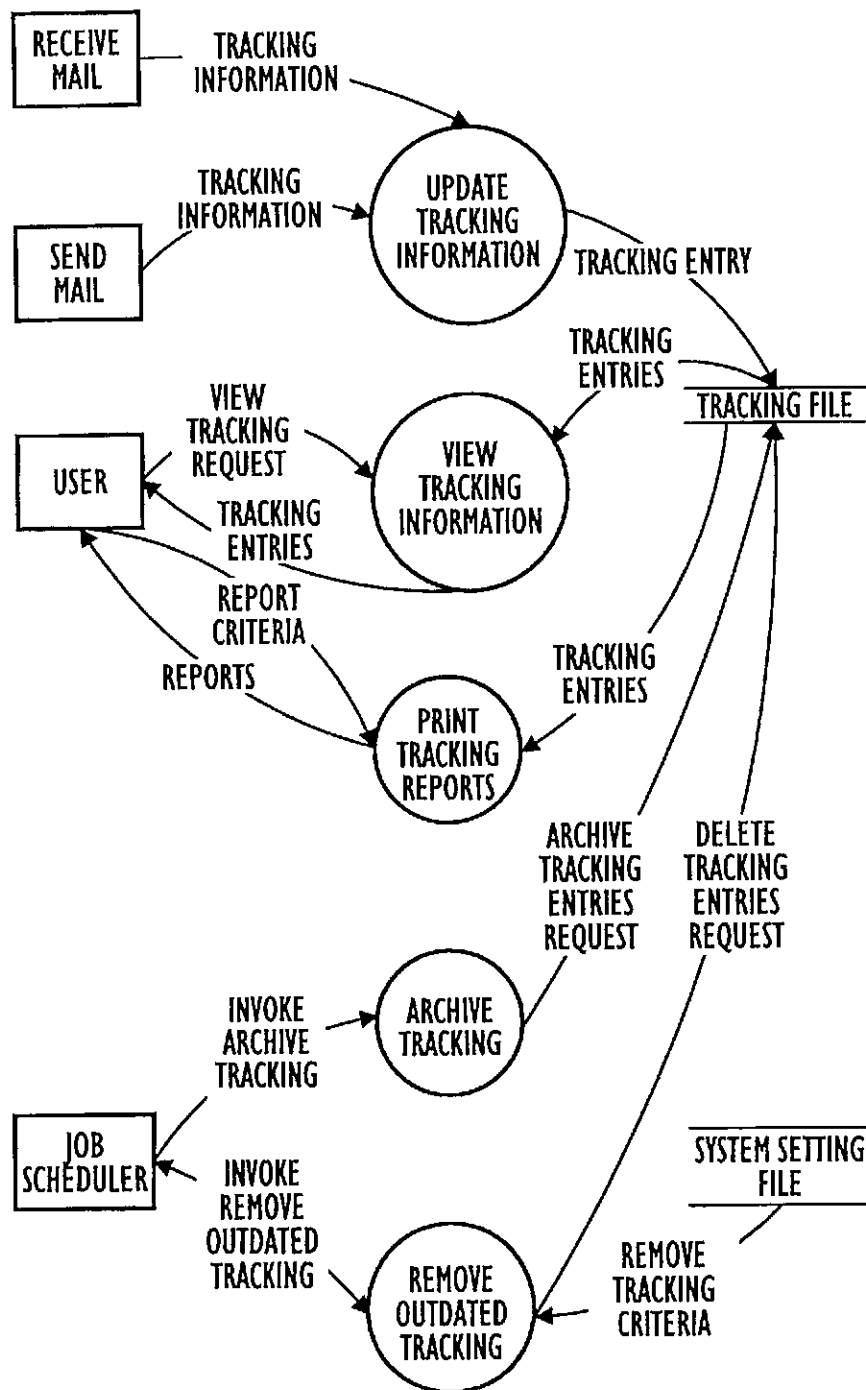 RECEIVE
MAIL
TRACKING
INFORMATION
TRACKING
INFORMATION
UPDATE
TRACKING
INFORMATION
SEND
MAIL
TRACKING ENTRY
TRACKING
ENTRIES
TRACKING FILE
VIEW
TRACKING
REQUEST
USER
VIEW
TRACKING
INFORMATION
TRACKING
ENTRIES
REPORT
CRITERIA
REPORTS
TRACKING
ENTRIES
PRINT
TRACKING
REPORTS
ARCHIVE
TRACKING
ENTRIES
REQUEST
DELETE
TRACKING
ENTRIES
REQUEST
INVOKE
ARCHIVE
TRACKING
ARCHIVE
TRACKING
JOB
SCHEDULER
INVOKE
REMOVE
OUTDATED
TRACKING
SYSTEM SETTING
FILE
REMOVE
OUTDATED
TRACKING
REMOVE
TRACKING
CRITERIA